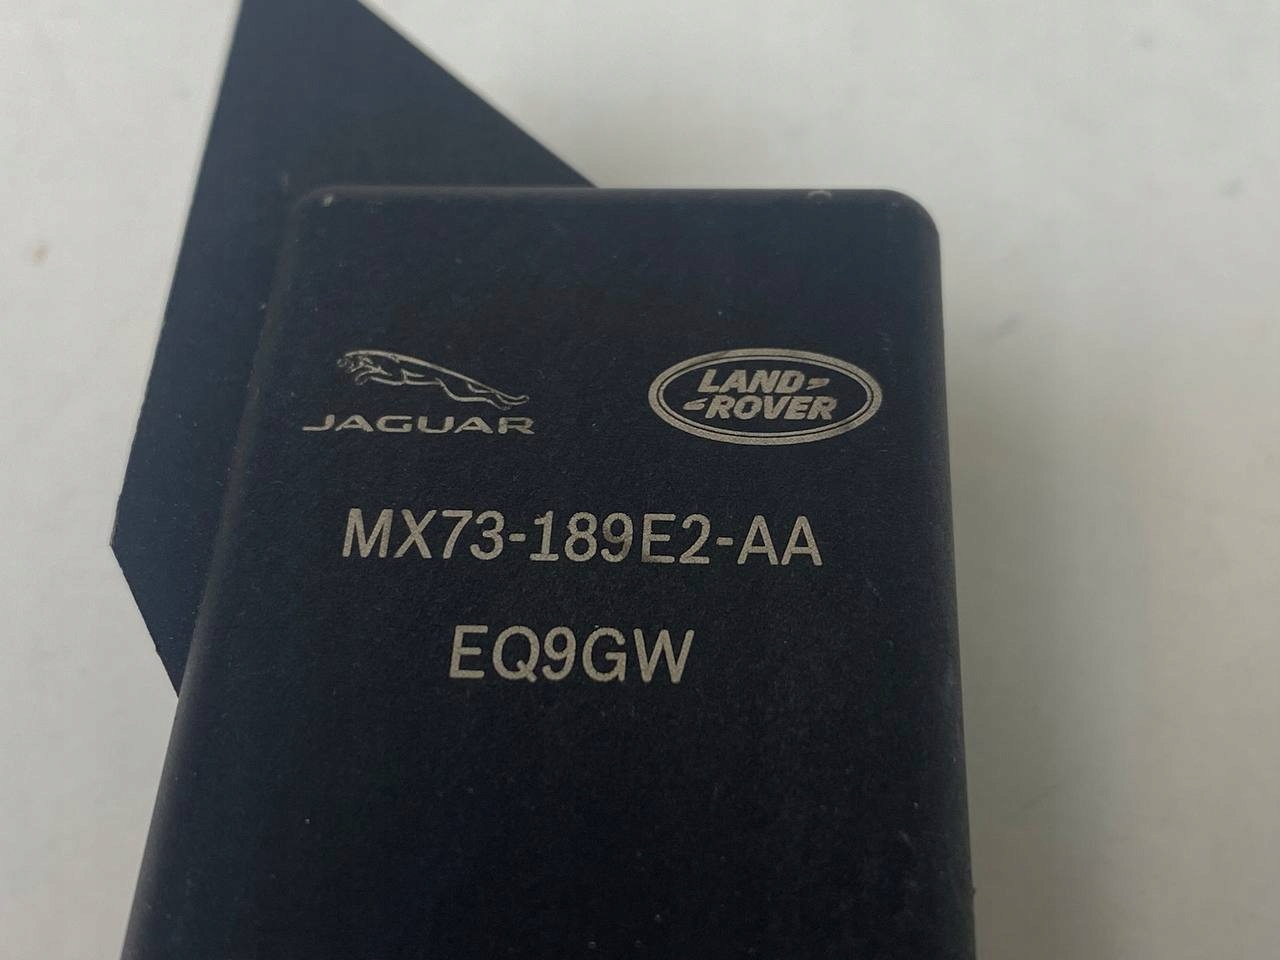 JAGUAR
LAND-
-ROVER
MX73-189E2-AA
EQ9GW